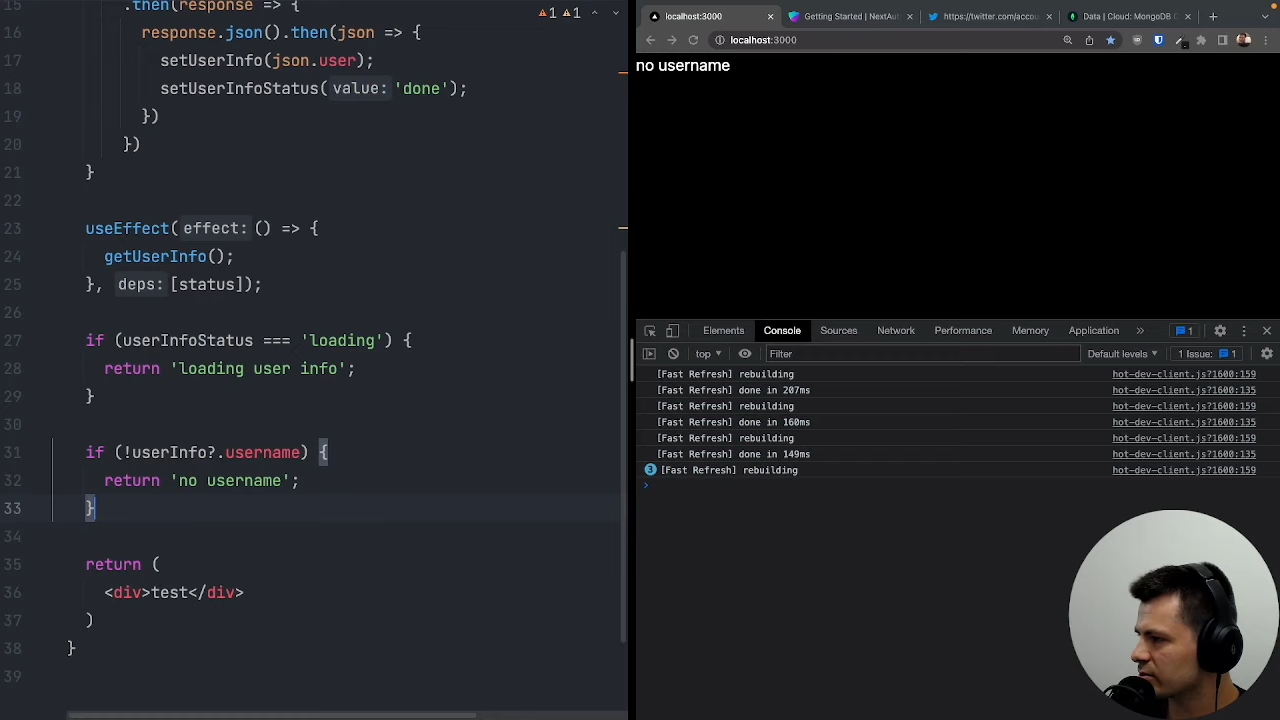 15 .then(response => {
16 response.json().then(json => {
17 setUserInfo(json.user);
18 setUserInfoStatus( value: 'done');
19 })
20 })
21 }
22
23 useEffect( effect: () => {
24 getUserInfo();
25 }, deps: [status]);
26
27 if (userInfoStatus === 'loading') {
28 return 'loading user info';
29 }
30
31 if (!userInfo?.username) {
32 return 'no username';
33 }
34
35 return (
36 <div>test</div>
37 )
38 }
39
1 1
localhost:3000
Getting Started | NextAuth
https://twitter.com/accou
Data | Cloud: MongoDB C
localhost:3000
no username
Elements Console Sources Network Performance Memory Application » 1
top Filter Default levels 1 Issue: 1
[Fast Refresh] rebuilding hot-dev-client.js?1600:159
[Fast Refresh] done in 207ms hot-dev-client.js?1600:135
[Fast Refresh] rebuilding hot-dev-client.js?1600:159
[Fast Refresh] done in 160ms hot-dev-client.js?1600:135
[Fast Refresh] rebuilding hot-dev-client.js?1600:159
[Fast Refresh] done in 149ms hot-dev-client.js?1600:135
3 [Fast Refresh] rebuilding hot-dev-client.js?1600:159